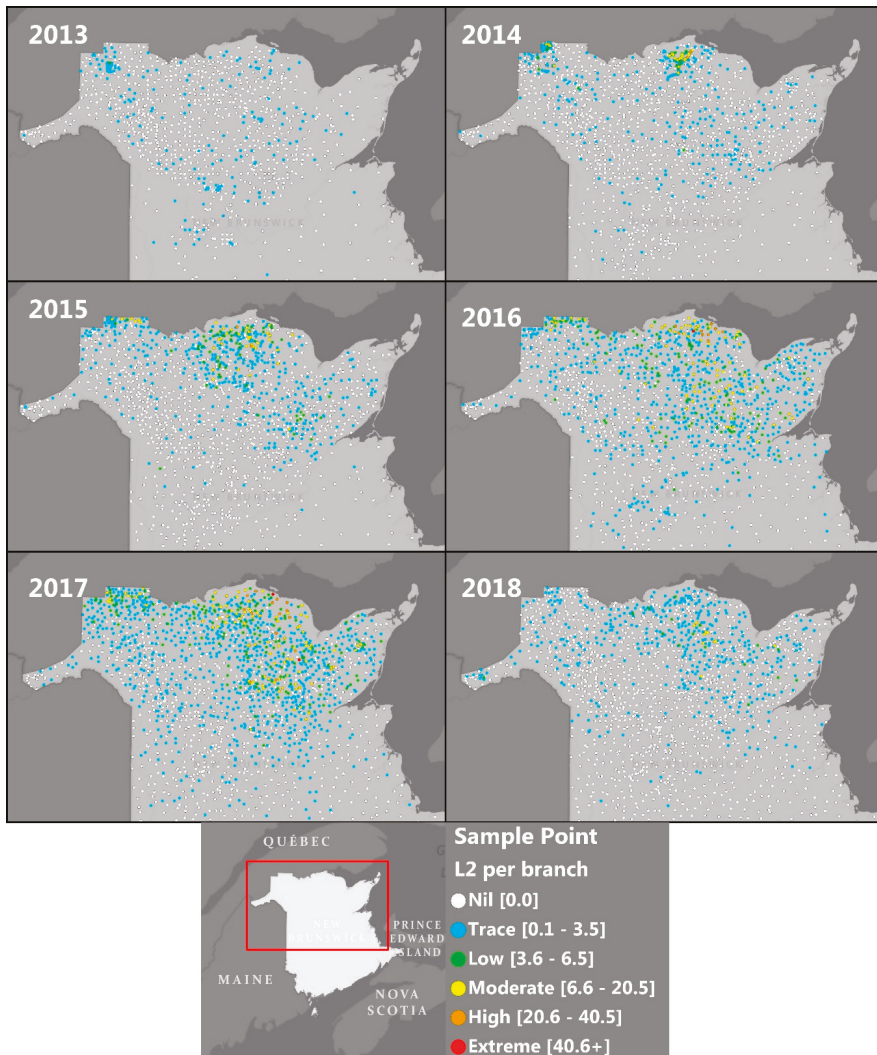 2013
2014
NEW BRUNSWICK
2015
2016
2017
2018
QUÉBEC
NEW
BRUNSWICK
PRINCE
EDWARD
ISLAND
MAINE
NOVA
SCOTIA
Sample Point
L2 per branch
Nil [0.0]
Trace [0.1 - 3.5]
Low [3.6 - 6.5]
Moderate [6.6 - 20.5]
High [20.6 - 40.5]
Extreme [40.6+]